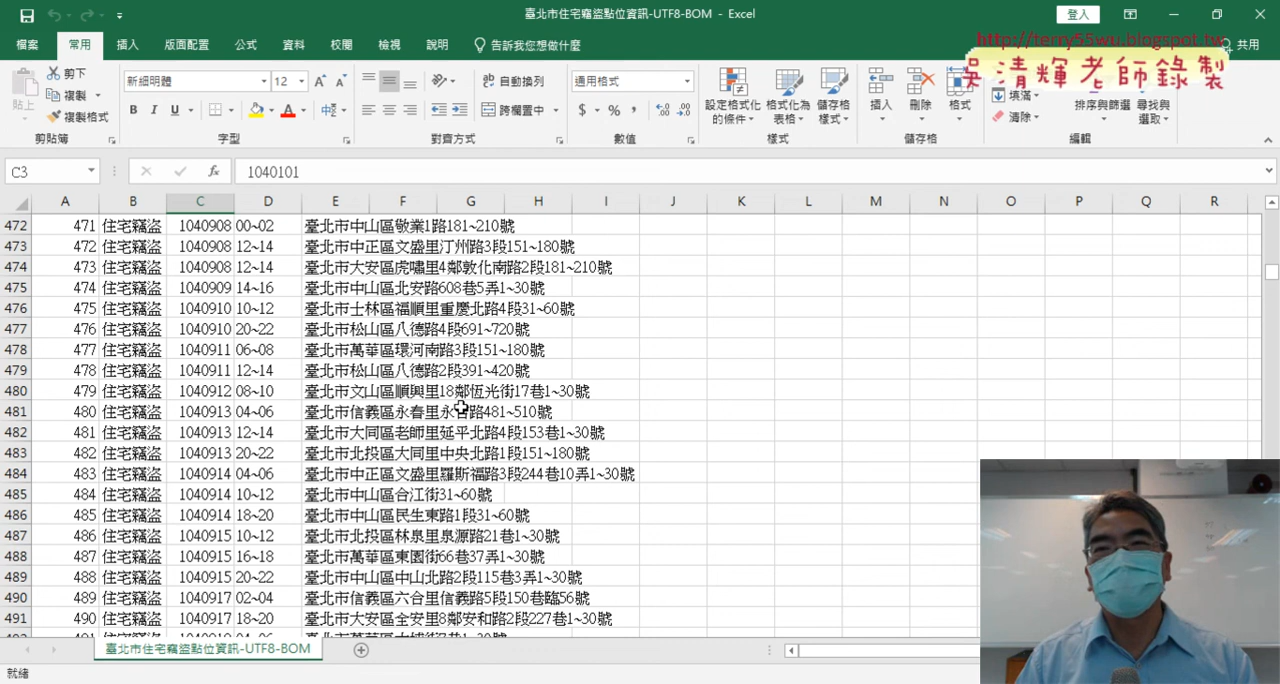 臺北市住宅竊盜點位資訊-UTF8-BOM - Excel
登入
http://terry55wu.blogspot.tw
吳清輝老師錄製
檔案 常用 插入 版面配置 公式 資料 校閱 檢視 說明 告訴我您想做什麼 共用
貼上 剪下 複製 複製格式 剪貼簿
新細明體 12 B I U A 中 字型
自動換列 跨欄置中 對齊方式
通用格式 $ % , 數值
設定格式化的條件 格式化為表格 儲存格樣式 樣式
插入 刪除 格式 儲存格
填滿 清除 排序與篩選 尋找與選取 編輯
C3 fx 1040101
A B C D E F G H I J K L M N O P Q R
472 471 住宅竊盜 1040908 00~02 臺北市中山區敬業1路181~210號
473 472 住宅竊盜 1040908 12~14 臺北市中正區文盛里汀州路3段151~180號
474 473 住宅竊盜 1040908 12~14 臺北市大安區虎嘯里4鄰敦化南路2段181~210號
475 474 住宅竊盜 1040909 14~16 臺北市中山區北安路608巷5弄1~30號
476 475 住宅竊盜 1040910 10~12 臺北市士林區福順里重慶北路4段31~60號
477 476 住宅竊盜 1040910 20~22 臺北市松山區八德路4段691~720號
478 477 住宅竊盜 1040911 06~08 臺北市萬華區環河南路3段151~180號
479 478 住宅竊盜 1040911 12~14 臺北市松山區八德路2段391~420號
480 479 住宅竊盜 1040912 08~10 臺北市文山區順興里18鄰恆光街17巷1~30號
481 480 住宅竊盜 1040913 04~06 臺北市信義區永春里永吉路481~510號
482 481 住宅竊盜 1040913 12~14 臺北市大同區老師里延平北路4段153巷1~30號
483 482 住宅竊盜 1040913 20~22 臺北市北投區大同里中央北路1段151~180號
484 483 住宅竊盜 1040914 04~06 臺北市中正區文盛里羅斯福路3段244巷10弄1~30號
485 484 住宅竊盜 1040914 10~12 臺北市中山區合江街31~60號
486 485 住宅竊盜 1040914 18~20 臺北市中山區民生東路1段31~60號
487 486 住宅竊盜 1040915 10~12 臺北市北投區林泉里泉源路21巷1~30號
488 487 住宅竊盜 1040915 16~18 臺北市萬華區東園街66巷37弄1~30號
489 488 住宅竊盜 1040915 20~22 臺北市中山區中山北路2段115巷3弄1~30號
490 489 住宅竊盜 1040917 02~04 臺北市信義區六合里信義路5段150巷臨56號
491 490 住宅竊盜 1040917 18~20 臺北市大安區全安里8鄰安和路2段227巷1~30號
臺北市住宅竊盜點位資訊-UTF8-BOM
就緒